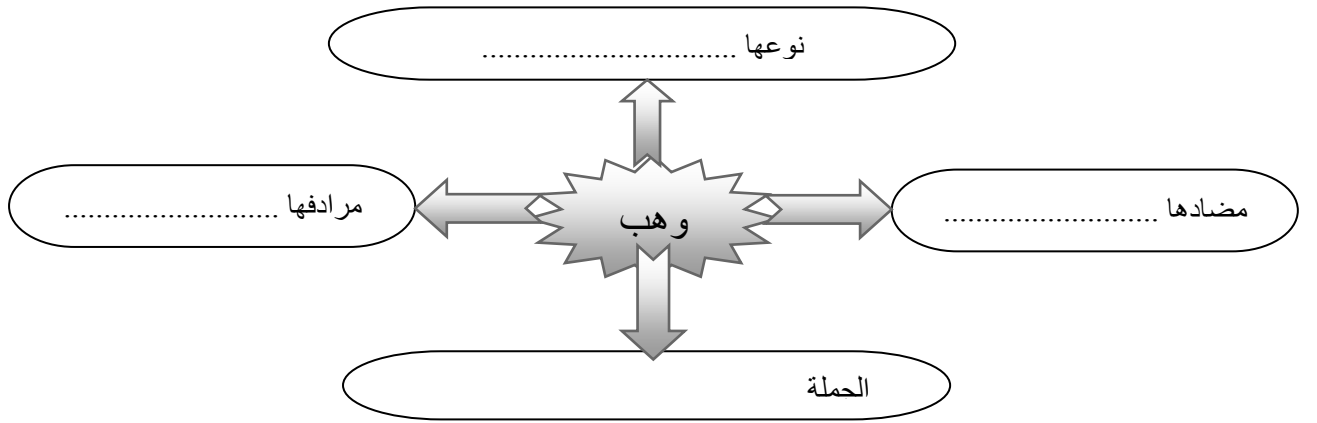 نوعها ................................
مضادها ...........................
مرادفها ...........................
وهب
الحملة